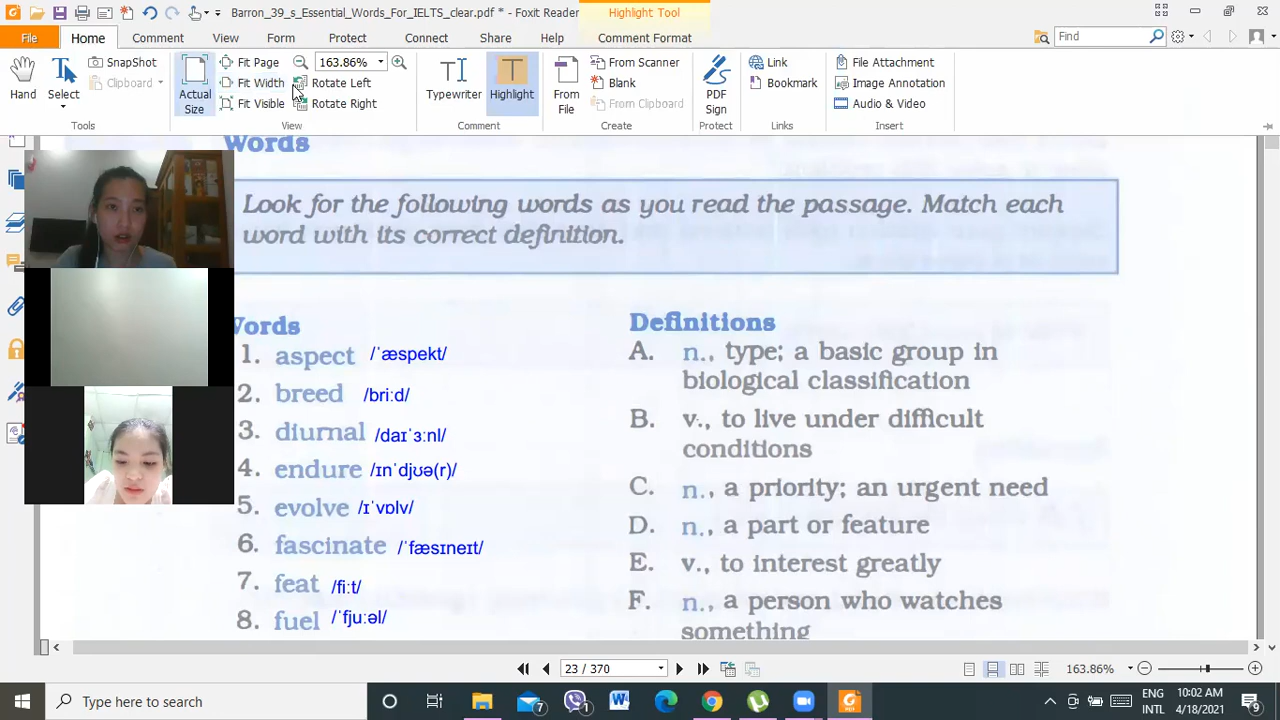 Barron_39_s_Essential_Words_For_IELTS_clear.pdf * - Foxit Reader
Highlight Tool
File Home Comment View Form Protect Connect Share Help Comment Format Find
Hand
Select
SnapShot
Clipboard
Tools
Actual Size
Fit Page
Fit Width
Fit Visible
163.86%
Rotate Left
Rotate Right
View
Typewriter
Highlight
Comment
From File
From Scanner
Blank
From Clipboard
Create
PDF Sign
Protect
Link
Bookmark
Links
File Attachment
Image Annotation
Audio & Video
Insert
Words
Look for the following words as you read the passage. Match each
word with its correct definition.
Words
1. aspect /ˈæspekt/
2. breed /briːd/
3. diurnal /daɪˈɜːnl/
4. endure /ɪnˈdjʊə(r)/
5. evolve /ɪˈvɒlv/
6. fascinate /ˈfæsɪneɪt/
7. feat /fiːt/
8. fuel /ˈfjuːəl/
Definitions
A. n., type; a basic group in
biological classification
B. v., to live under difficult
conditions
C. n., a priority; an urgent need
D. n., a part or feature
E. v., to interest greatly
F. n., a person who watches
something
23 / 370
163.86%
Type here to search
7
1
ENG
INTL
10:02 AM
4/18/2021
9